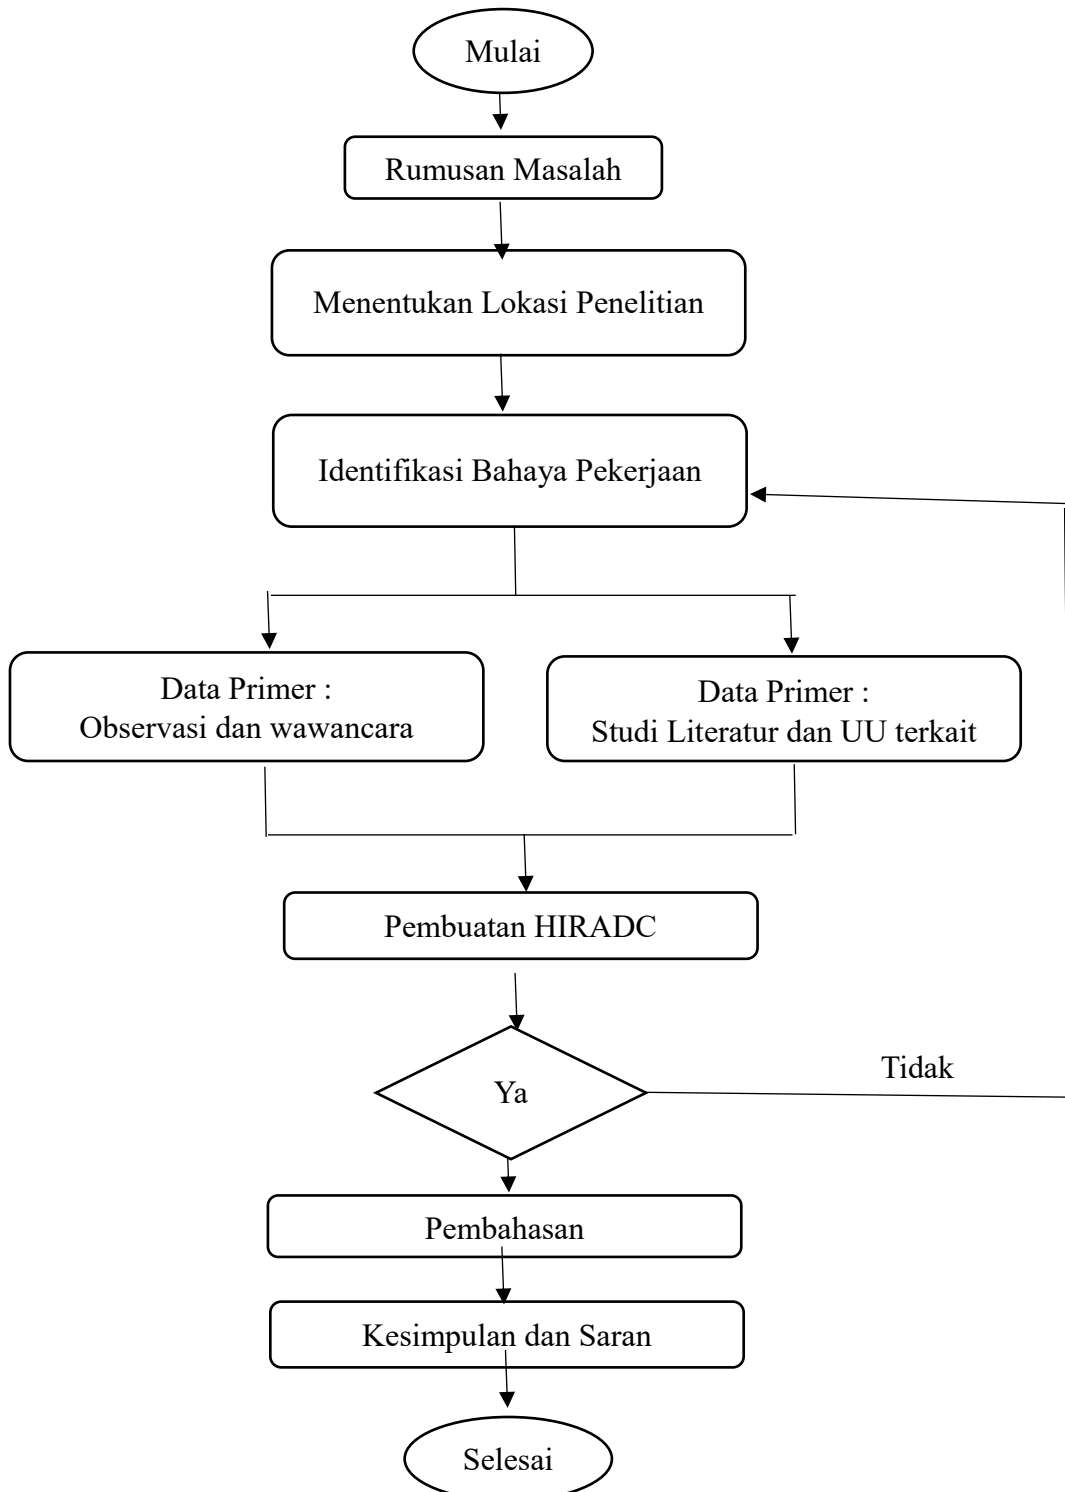 Mulai
Rumusan Masalah
Menentukan Lokasi Penelitian
Identifikasi Bahaya Pekerjaan
Data Primer :
Observasi dan wawancara
Data Primer :
Studi Literatur dan UU terkait
Pembuatan HIRADC
Ya
Tidak
Pembahasan
Kesimpulan dan Saran
Selesai